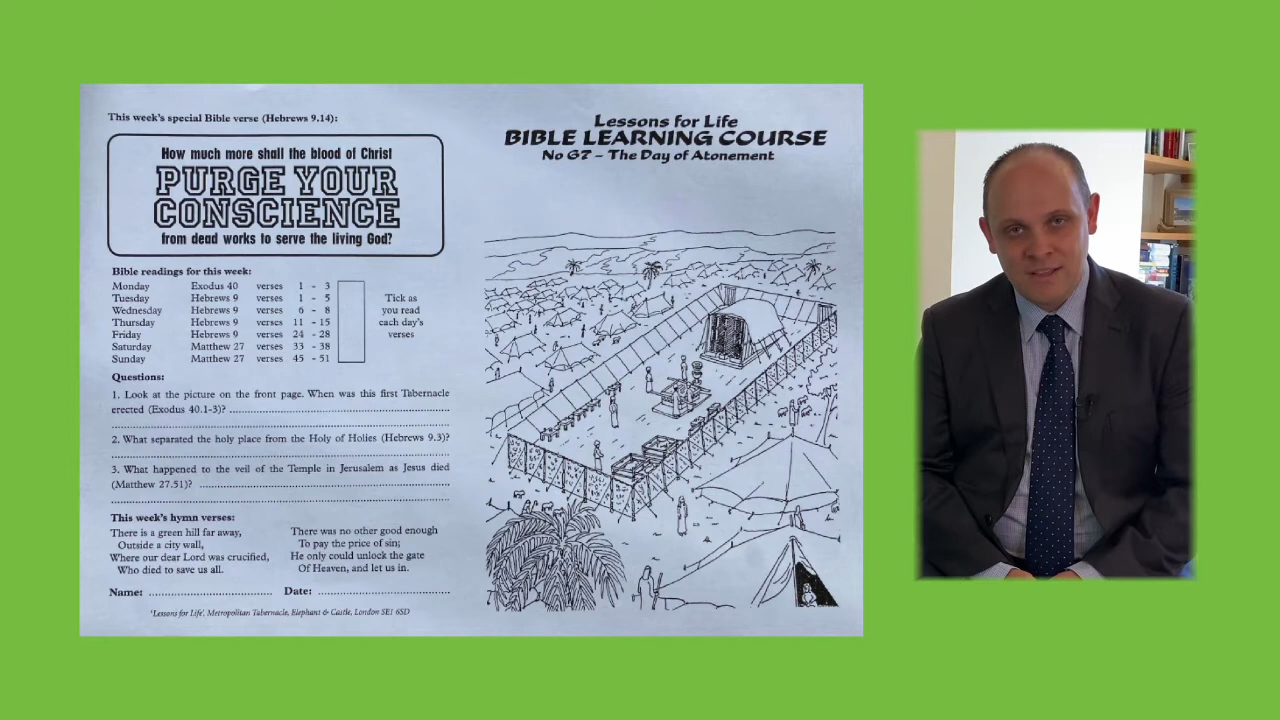 This week's special Bible verse (Hebrews 9.14):
How much more shall the blood of Christ
PURGE YOUR
CONSCIENCE
from dead works to serve the living God?
Bible readings for this week:
Monday Exodus 40 verses 1 - 3
Tuesday Hebrews 9 verses 1 - 5
Wednesday Hebrews 9 verses 6 - 8
Thursday Hebrews 9 verses 11 - 15
Friday Hebrews 9 verses 24 - 28
Saturday Matthew 27 verses 33 - 38
Sunday Matthew 27 verses 45 - 51
Tick as
you read
each day's
verses
Questions:
1. Look at the picture on the front page. When was this first Tabernacle
erected (Exodus 40.1-3)?
2. What separated the holy place from the Holy of Holies (Hebrews 9.3)?
3. What happened to the veil of the Temple in Jerusalem as Jesus died
(Matthew 27.51)?
This week's hymn verses:
There is a green hill far away,
Outside a city wall,
Where our dear Lord was crucified,
Who died to save us all.
There was no other good enough
To pay the price of sin;
He only could unlock the gate
Of Heaven, and let us in.
Name: Date:
'Lessons for Life', Metropolitan Tabernacle, Elephant & Castle, London SE1 6SD
Lessons for Life
BIBLE LEARNING COURSE
No G7 – The Day of Atonement